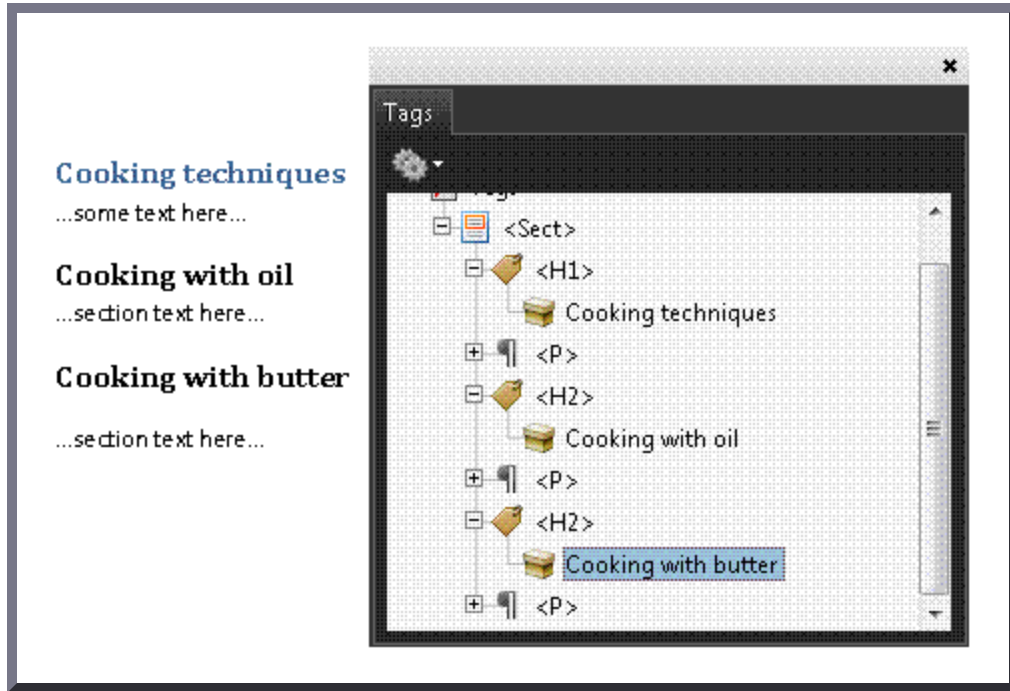 Cooking techniques
...some text here...
Cooking with oil
...section text here...
Cooking with butter
...section text here...
Tags
Tags
<Sect>
<H1>
Cooking techniques
<P>
<H2>
Cooking with oil
<P>
<H2>
Cooking with butter
<P>